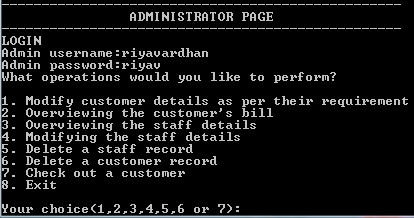 ADMINISTRATOR PAGE
LOGIN
Admin username:riyavardhan
Admin password:riyav
What operations would you like to perform?
1. Modify customer details as per their requirement
2. Overviewing the customer's bill
3. Overviewing the staff details
4. Modifying the staff details
5. Delete a staff record
6. Delete a customer record
7. Check out a customer
8. Exit
Your choice(1,2,3,4,5,6 or 7):